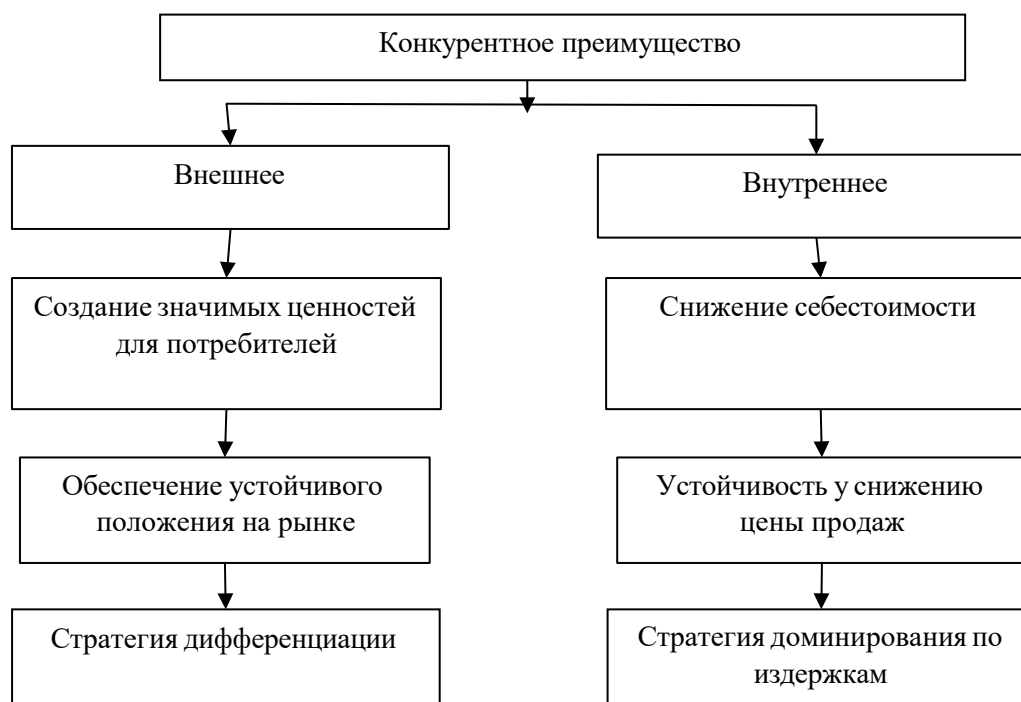 Конкурентное преимущество
Внешнее
Внутреннее
Создание значимых ценностей
для потребителей
Снижение себестоимости
Обеспечение устойчивого
положения на рынке
Устойчивость у снижению
цены продаж
Стратегия дифференциации
Стратегия доминирования по
издержкам